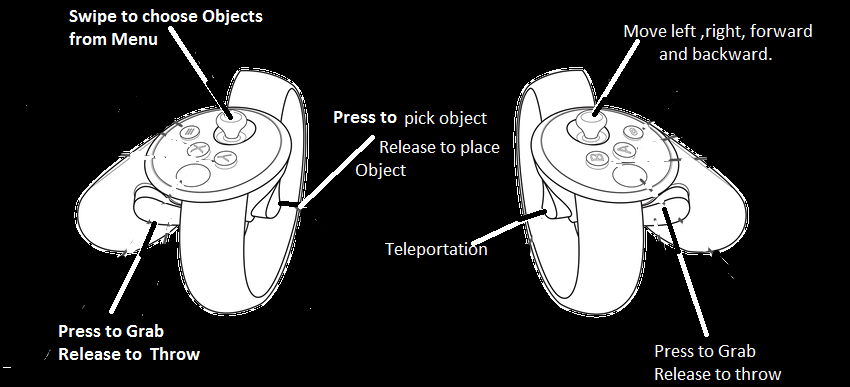 Swipe to choose Objects
from Menu
Move left ,right, forward
and backward.
Press to pick object
Release to place
Object
Teleportation
Press to Grab
Release to Throw
Press to Grab
Release to throw
X
Y
A
B